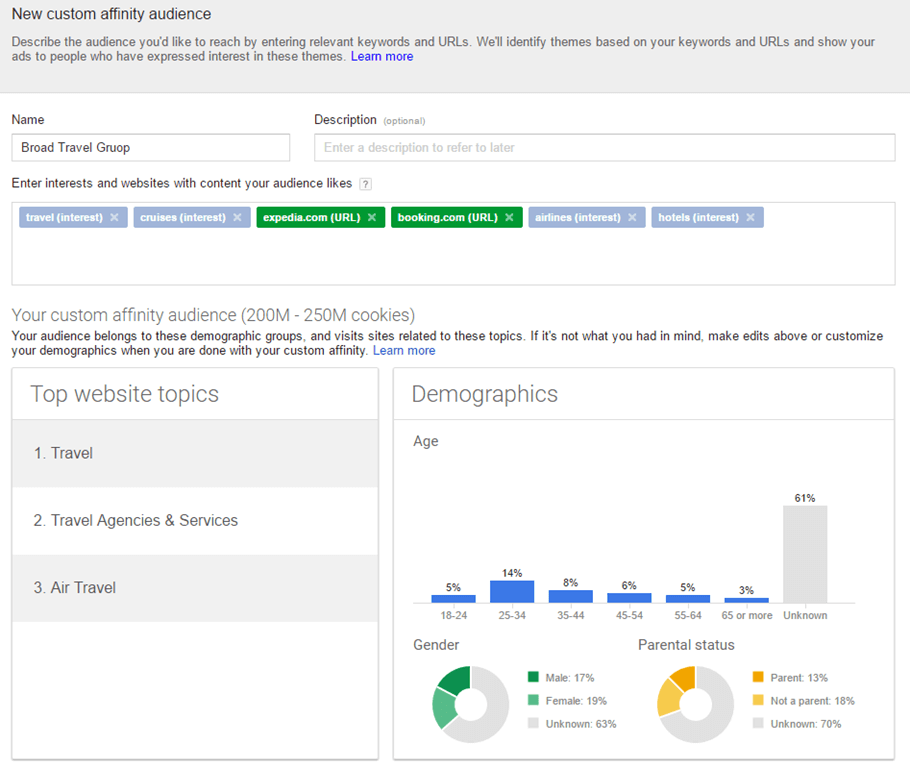 New custom affinity audience
Describe the audience you'd like to reach by entering relevant keywords and URLs. We'll identify themes based on your keywords and URLs and show your
ads to people who have expressed interest in these themes. Learn more
Name
Description (optional)
Broad Travel Gruop
Enter a description to refer to later
Enter interests and websites with content your audience likes ?
travel (interest) × cruises (interest) × expedia.com (URL) × booking.com (URL) × airlines (interest) × hotels (interest) ×
Your custom affinity audience (200M - 250M cookies)
Your audience belongs to these demographic groups, and visits sites related to these topics. If it's not what you had in mind, make edits above or customize
your demographics when you are done with your custom affinity. Learn more
Top website topics
1. Travel
2. Travel Agencies & Services
3. Air Travel
Demographics
Age
5% 14% 8% 6% 5% 3% 61%
18-24 25-34 35-44 45-54 55-64 65 or more Unknown
Gender
Male: 17%
Female: 19%
Unknown: 63%
Parental status
Parent: 13%
Not a parent: 18%
Unknown: 70%